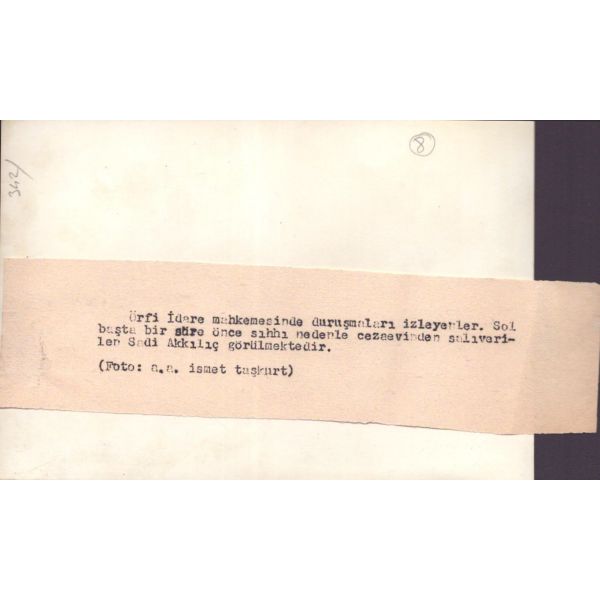 8
342/
Örfi İdare mahkemesinde duruşmaları izleyenler. Sol
başta bir süre önce sıhhi nedenle cezaevinden salıveri-
len Sadi Akkılıç görülmektedir.
(Foto: a.a. ismet taşkurt)